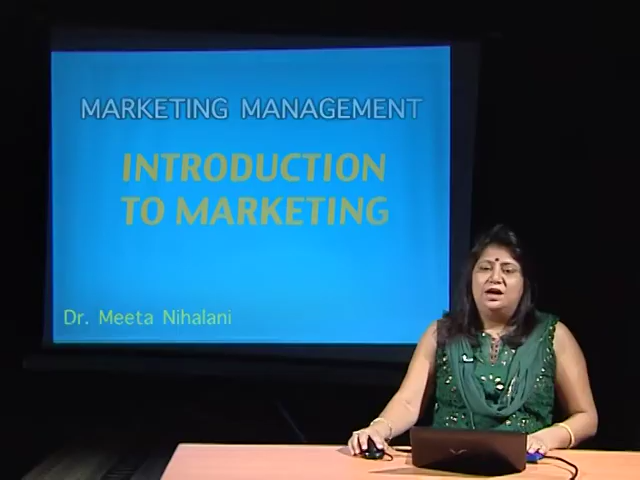 MARKETING MANAGEMENT
INTRODUCTION
TO MARKETING
Dr. Meeta Nihalani